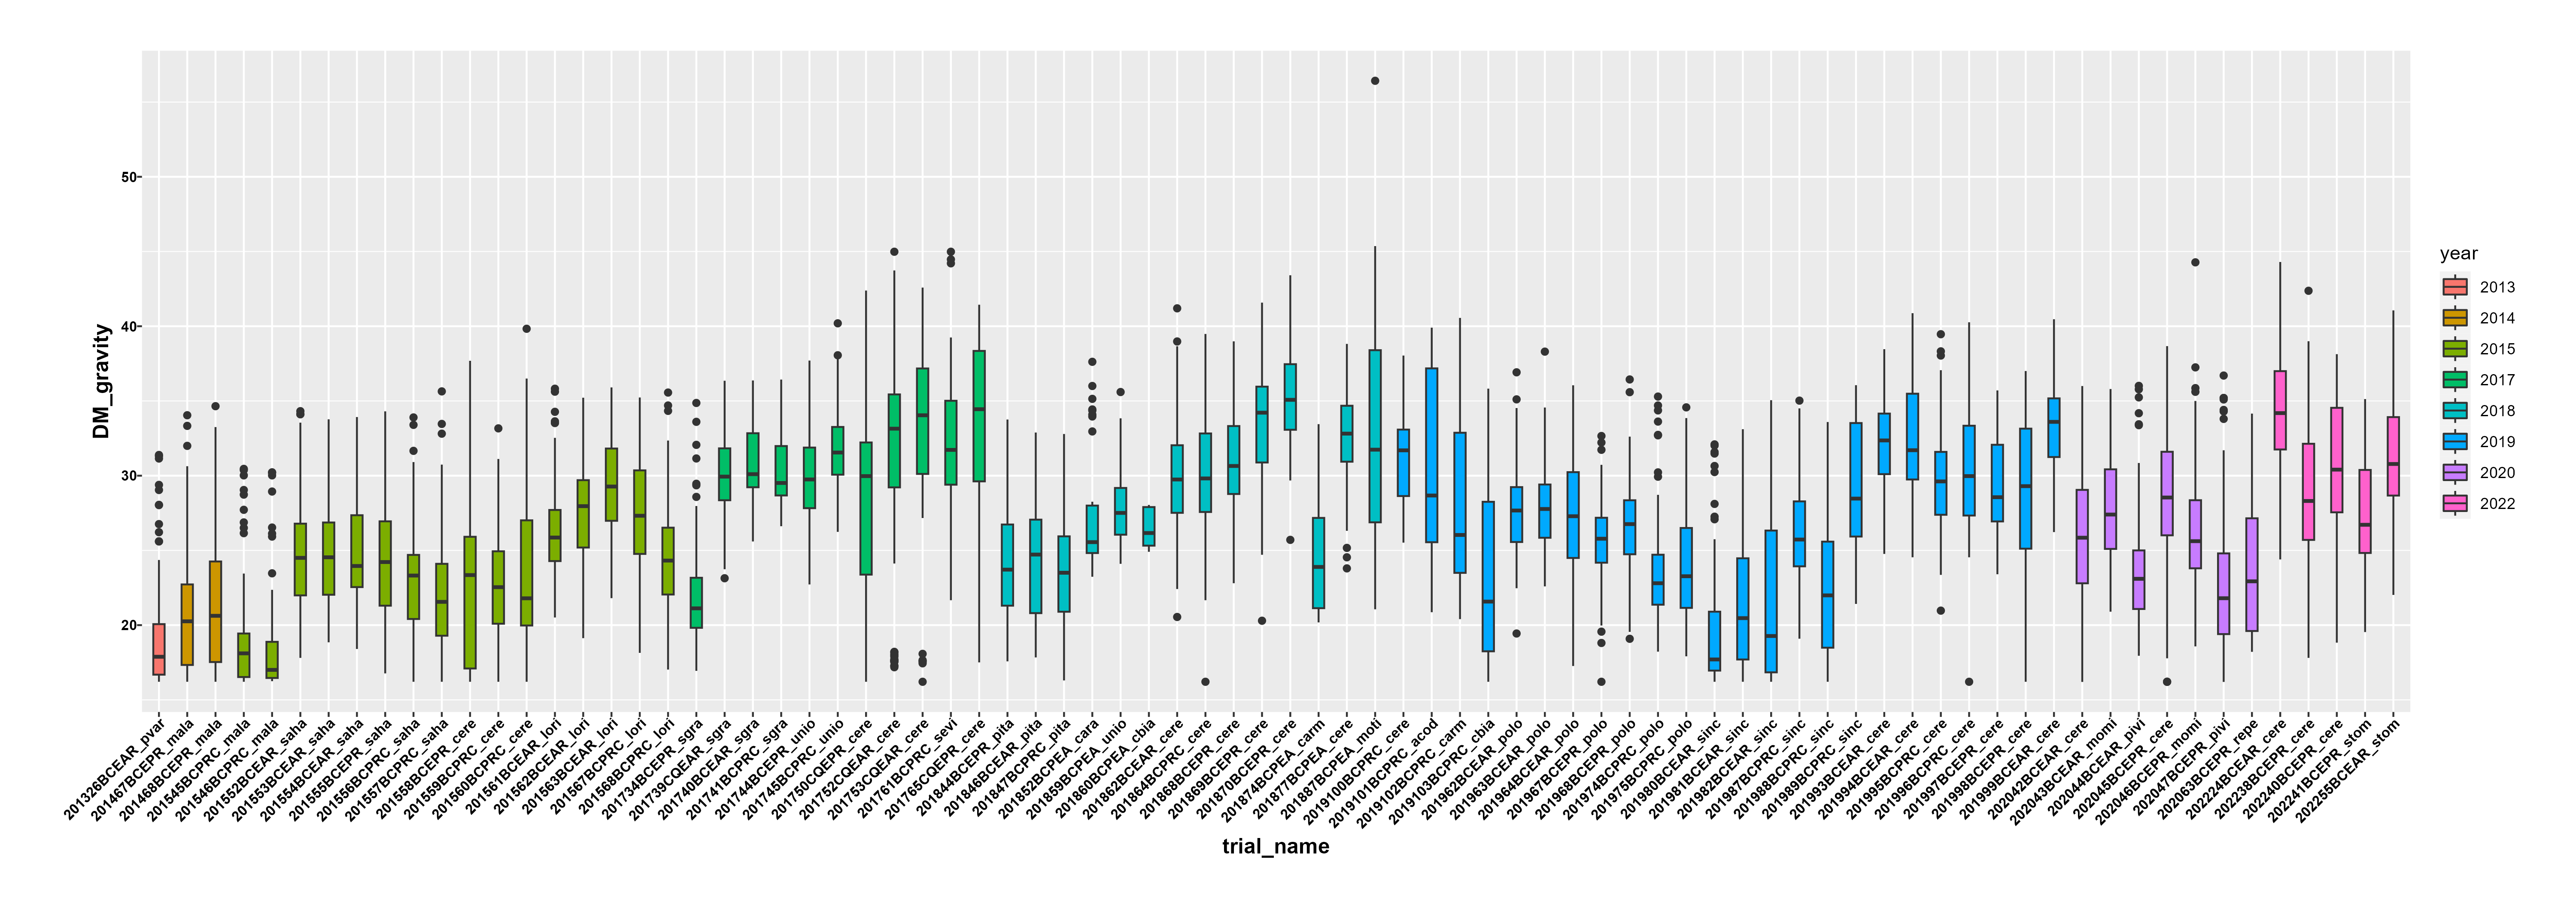 DM_gravity
50
40
30
20
201326BCEAR_pvar
201467BCEPR_mala
201468BCEPR_mala
201545BCPRC_mala
201546BCPRC_mala
201552BCEAR_saha
201553BCEAR_saha
201554BCEAR_saha
201555BCEPR_saha
201556BCPRC_saha
201557BCPRC_saha
201558BCEPR_cere
201559BCPRC_cere
201560BCPRC_cere
201561BCEAR_lori
201562BCEAR_lori
201563BCEAR_lori
201567BCPRC_lori
201568BCPRC_lori
201734BCEPR_sgra
201739CQEAR_sgra
201740BCEAR_sgra
201741BCPRC_sgra
201744BCEPR_unio
201745BCPRC_unio
201750CQEPR_cere
201752CQEAR_cere
201753CQEAR_cere
201761BCPRC_sevi
201765CQEPR_cere
201844BCEPR_pita
201846BCEAR_pita
201847BCPRC_pita
201852BCPEA_cara
201859BCPEA_unio
201860BCPEA_cbia
201862BCEAR_cere
201864BCPRC_cere
201868BCEPR_cere
201869BCEPR_cere
201870BCEPR_cere
201874BCPEA_carm
201877BCPEA_cere
201887BCPEA_moti
2019100BCPRC_cere
2019101BCPRC_acod
2019102BCPRC_carm
2019103BCPRC_cbia
201962BCEAR_polo
201963BCEAR_polo
201964BCEAR_polo
201967BCEPR_polo
201968BCEPR_polo
201974BCPRC_polo
201975BCPRC_polo
201980BCEAR_sinc
201981BCEAR_sinc
201982BCEAR_sinc
201987BCPRC_sinc
201988BCPRC_sinc
201989BCPRC_sinc
201993BCEAR_cere
201994BCEAR_cere
201995BCPRC_cere
201996BCPRC_cere
201997BCEPR_cere
201998BCEPR_cere
201999BCEAR_cere
202042BCEAR_cere
202043BCEAR_momi
202044BCEAR_pivi
202045BCEPR_cere
202046BCEPR_momi
202047BCEPR_pivi
202063BCEPR_repe
202224BCEAR_cere
202238BCEPR_cere
202240BCEPR_cere
202241BCEPR_stom
202255BCEAR_stom
trial_name
year
2013
2014
2015
2017
2018
2019
2020
2022